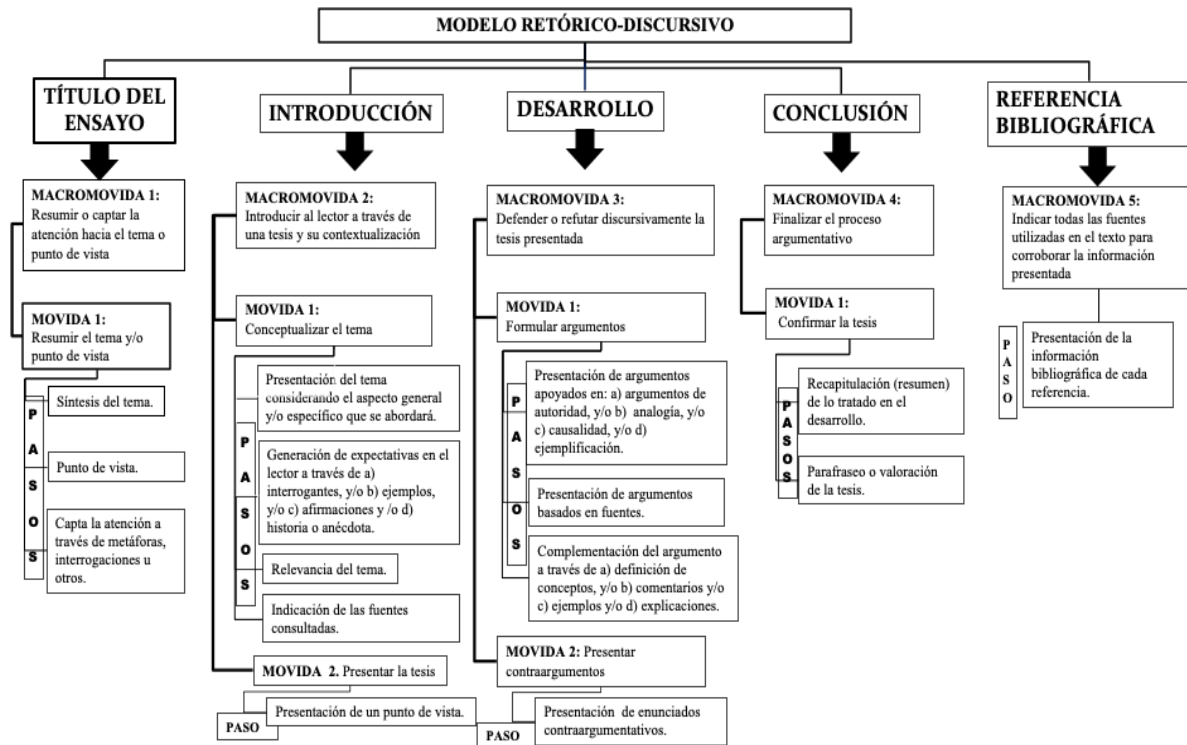 MODELO RETÓRICO-DISCURSIVO
TÍTULO DEL
ENSAYO
MACROMOVIDA 1:
Resumir o captar la
atención hacia el tema o
punto de vista
MOVIDA 1:
Resumir el tema y/o
punto de vista
PASOS
Síntesis del tema.
Punto de vista.
Capta la atención a
través de metáforas,
interrogaciones u
otros.
INTRODUCCIÓN
MACROMOVIDA 2:
Introducir al lector a través de
una tesis y su contextualización
MOVIDA 1:
Conceptualizar el tema
PASOS
Presentación del tema
considerando el aspecto general
y/o específico que se abordará.
Generación de expectativas en el
lector a través de a)
interrogantes, y/o b) ejemplos,
y/o c) afirmaciones y /o d)
historia o anécdota.
Relevancia del tema.
Indicación de las fuentes
consultadas.
MOVIDA 2. Presentar la tesis
PASO
Presentación de un punto de vista.
DESARROLLO
MACROMOVIDA 3:
Defender o refutar discursivamente la
tesis presentada
MOVIDA 1:
Formular argumentos
PASOS
Presentación de argumentos
apoyados en: a) argumentos de
autoridad, y/o b) analogía, y/o
c) causalidad, y/o d)
ejemplificación.
Presentación de argumentos
basados en fuentes.
Complementación del argumento
a través de a) definición de
conceptos, y/o b) comentarios y/o
c) ejemplos y/o d) explicaciones.
MOVIDA 2: Presentar
contraargumentos
PASO
Presentación de enunciados
contraargumentativos.
CONCLUSIÓN
MACROMOVIDA 4:
Finalizar el proceso
argumentativo
MOVIDA 1:
Confirmar la tesis
PASOS
Recapitulación (resumen)
de lo tratado en el
desarrollo.
Parafraseo o valoración
de la tesis.
REFERENCIA
BIBLIOGRÁFICA
MACROMOVIDA 5:
Indicar todas las fuentes
utilizadas en el texto para
corroborar la información
presentada
PASO
Presentación de la
información
bibliográfica de cada
referencia.